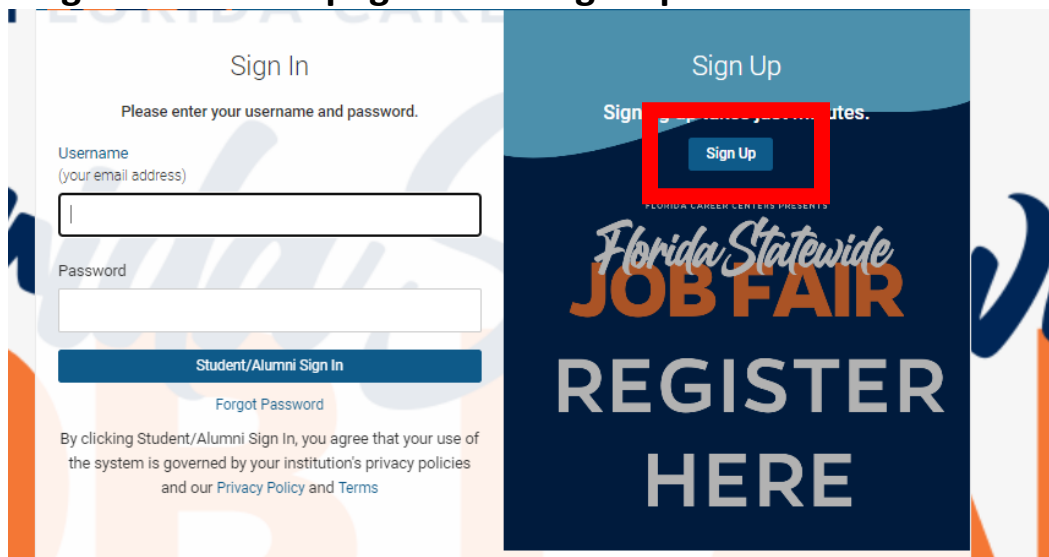 Sign In
Please enter your username and password.
Username
(your email address)
Password
Student/Alumni Sign In
Forgot Password
By clicking Student/Alumni Sign In, you agree that your use of
the system is governed by your institution's privacy policies
and our Privacy Policy and Terms
Sign Up
Sign
utes.
Sign Up
FLORIDA CAREER CENTERS PRESENTS
Florida Statewide
JOB FAIR
REGISTER
HERE